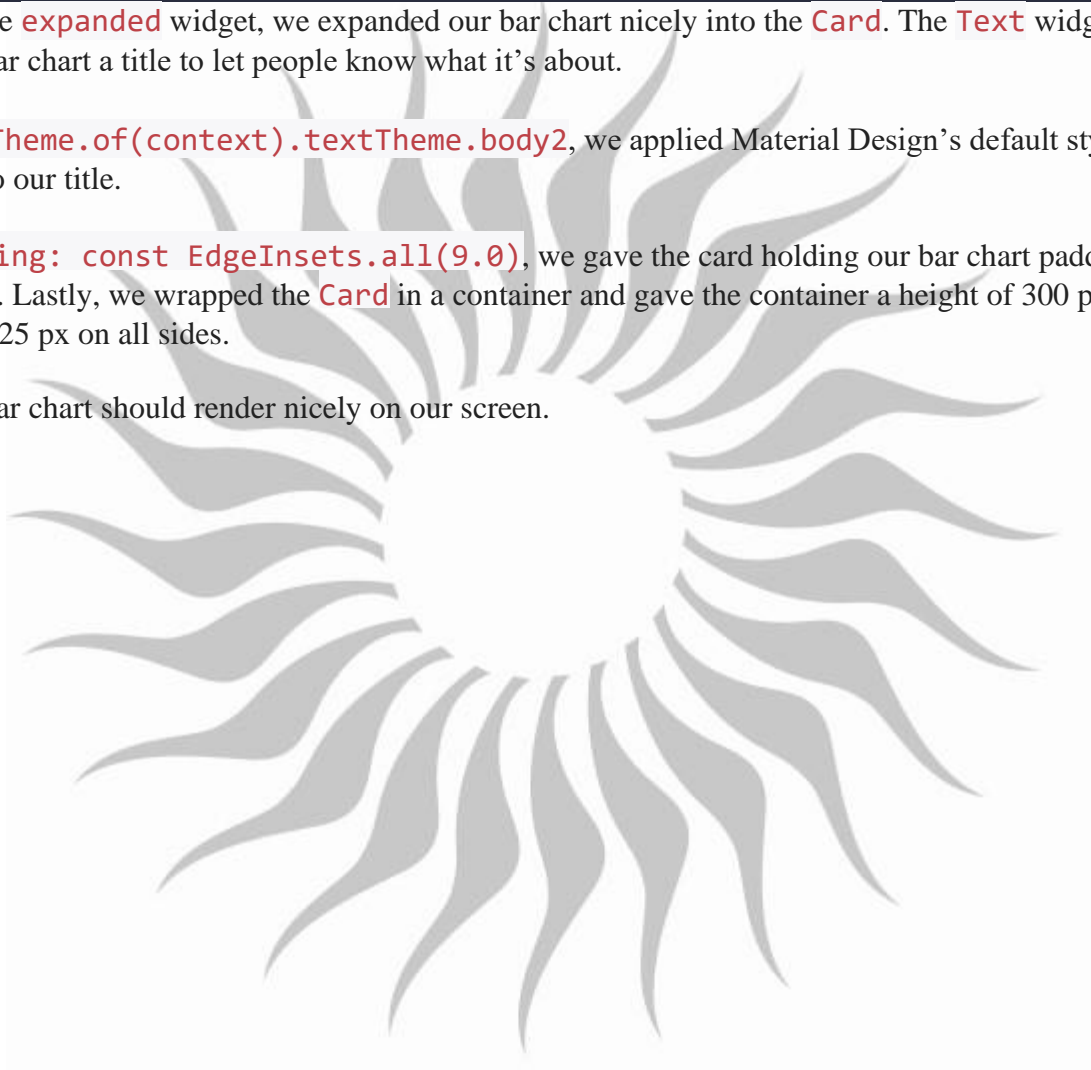 e expanded widget, we expanded our bar chart nicely into the Card. The Text widg
ar chart a title to let people know what it’s about.
Theme.of(context).textTheme.body2, we applied Material Design’s default sty
o our title.
ing: const EdgeInsets.all(9.0), we gave the card holding our bar chart padd
. Lastly, we wrapped the Card in a container and gave the container a height of 300 p
25 px on all sides.
ar chart should render nicely on our screen.